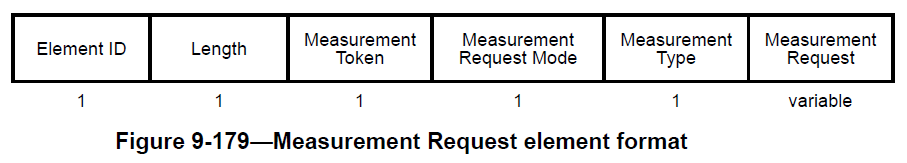 Element ID
Length
Measurement
Token
Measurement
Request Mode
Measurement
Type
Measurement
Request
1
1
1
1
1
variable
Figure 9-179—Measurement Request element format